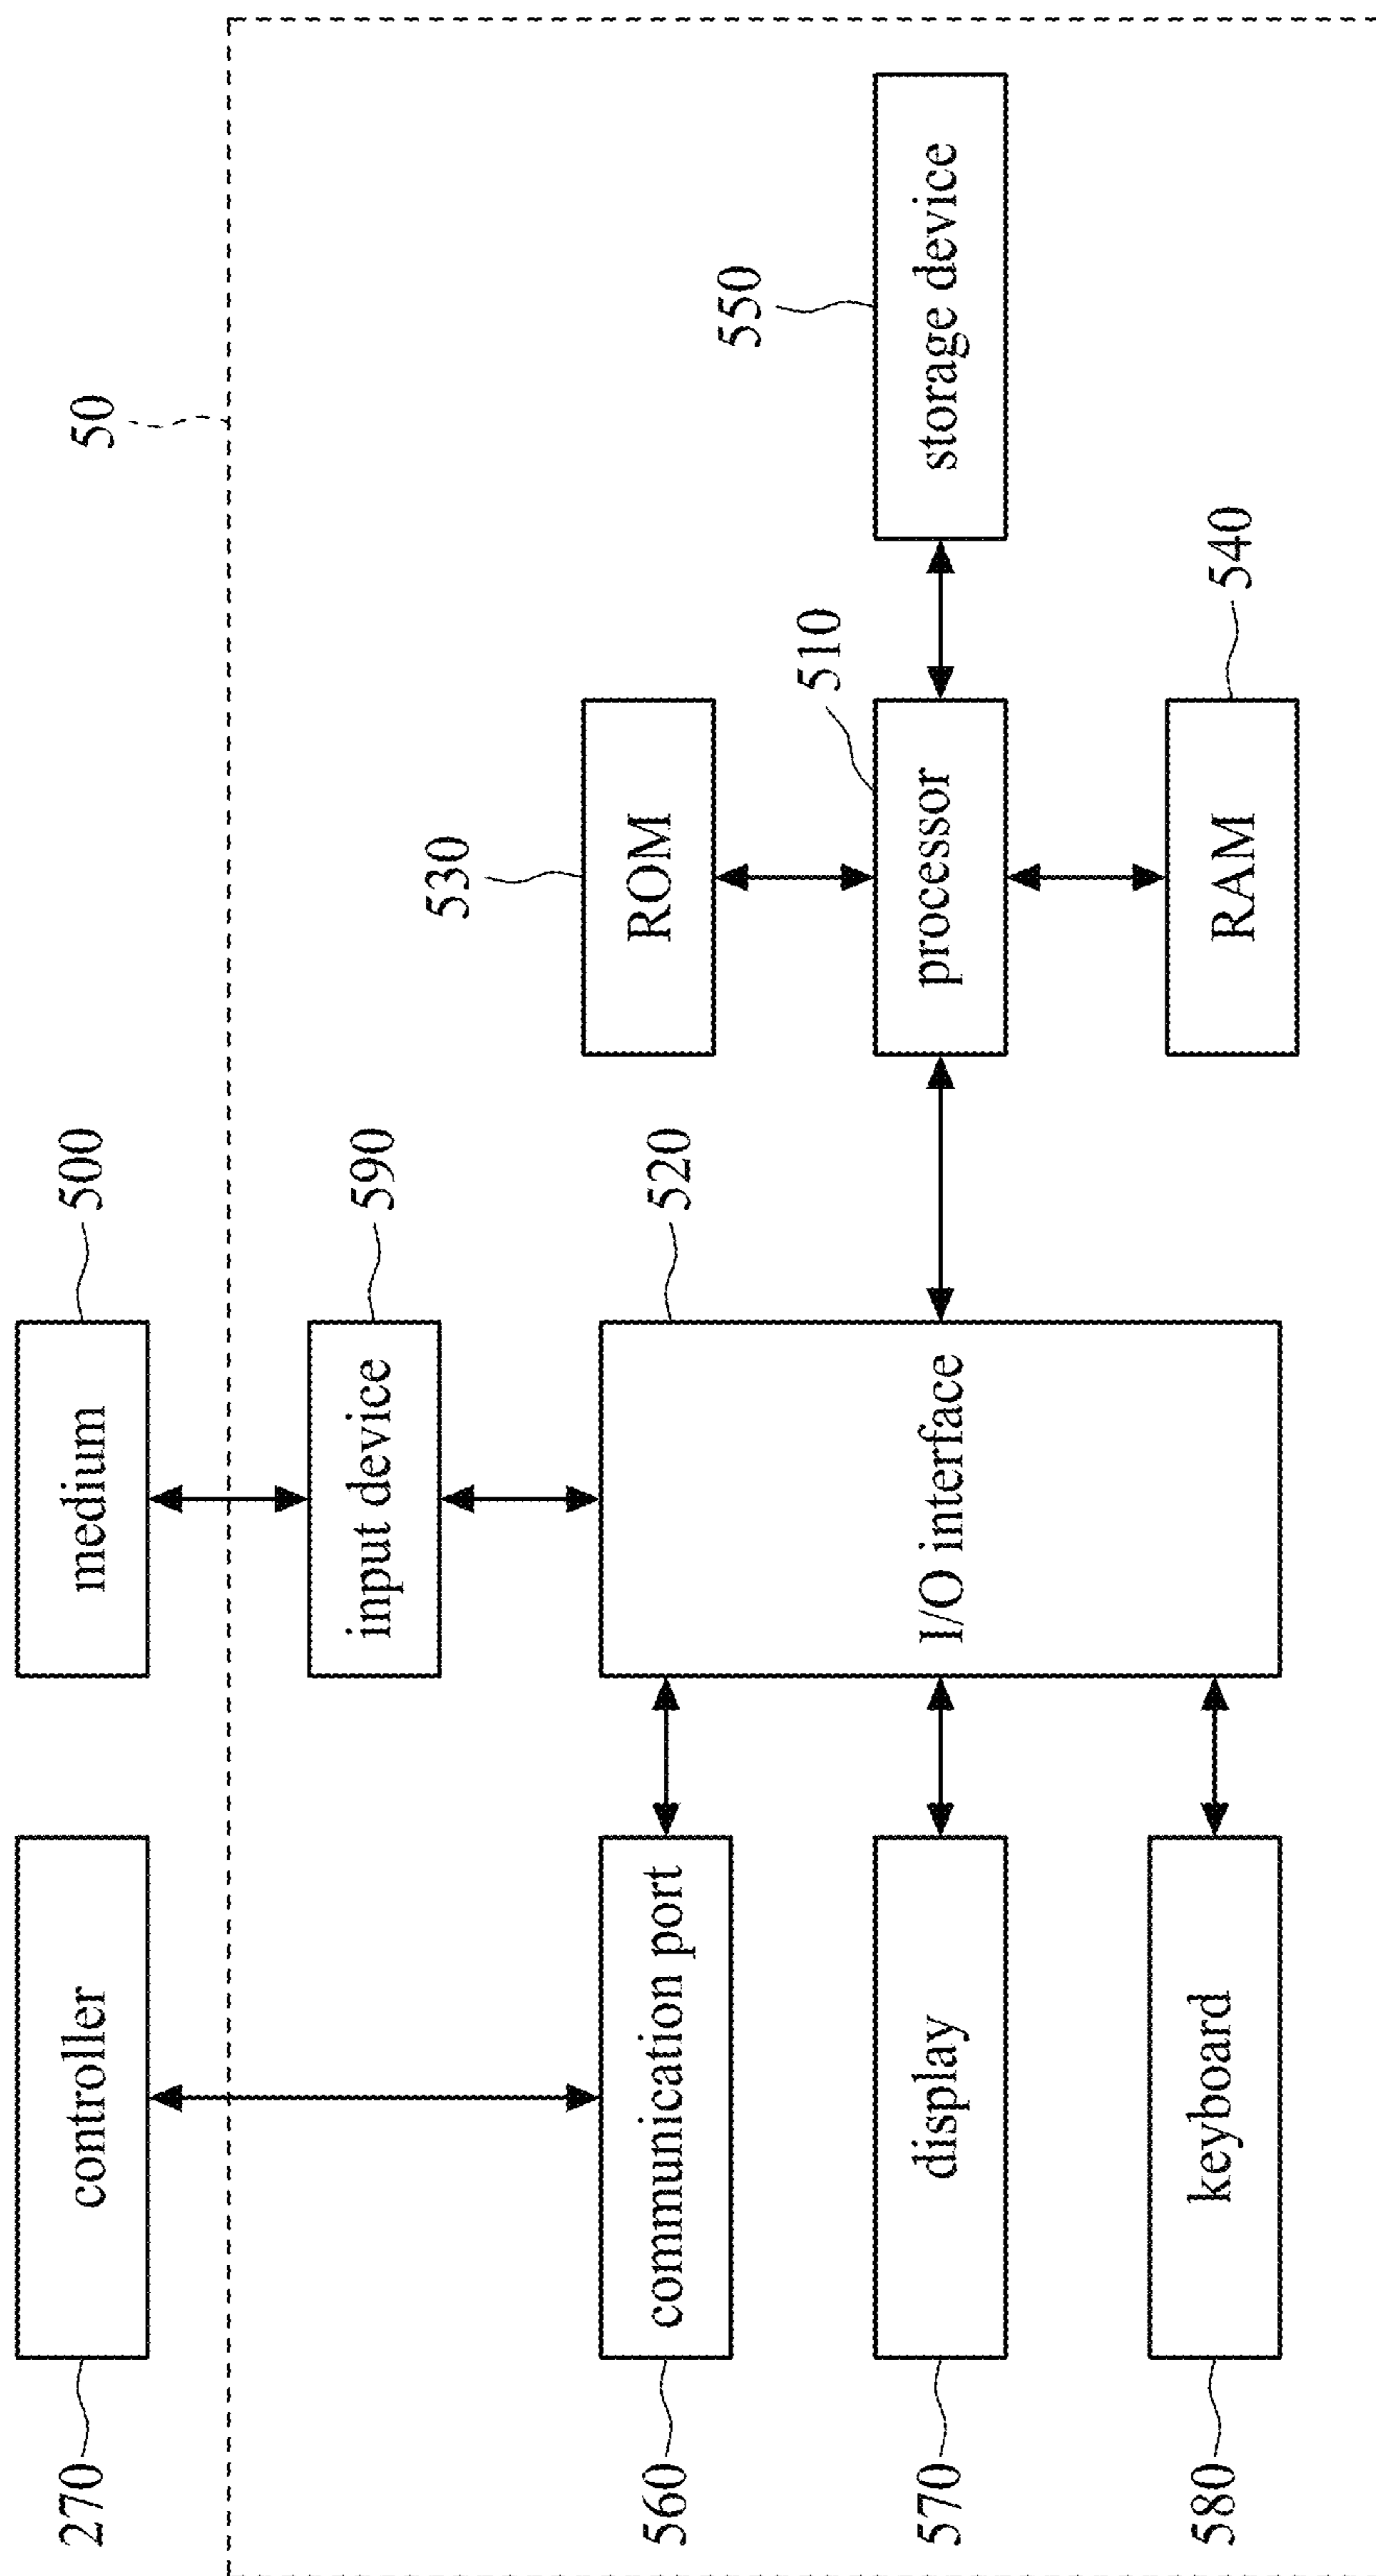 270
controller
medium
500
50
input device
590
560
communication port
I/O interface
520
ROM
530
570
display
processor
510
storage device
550
580
keyboard
RAM
540